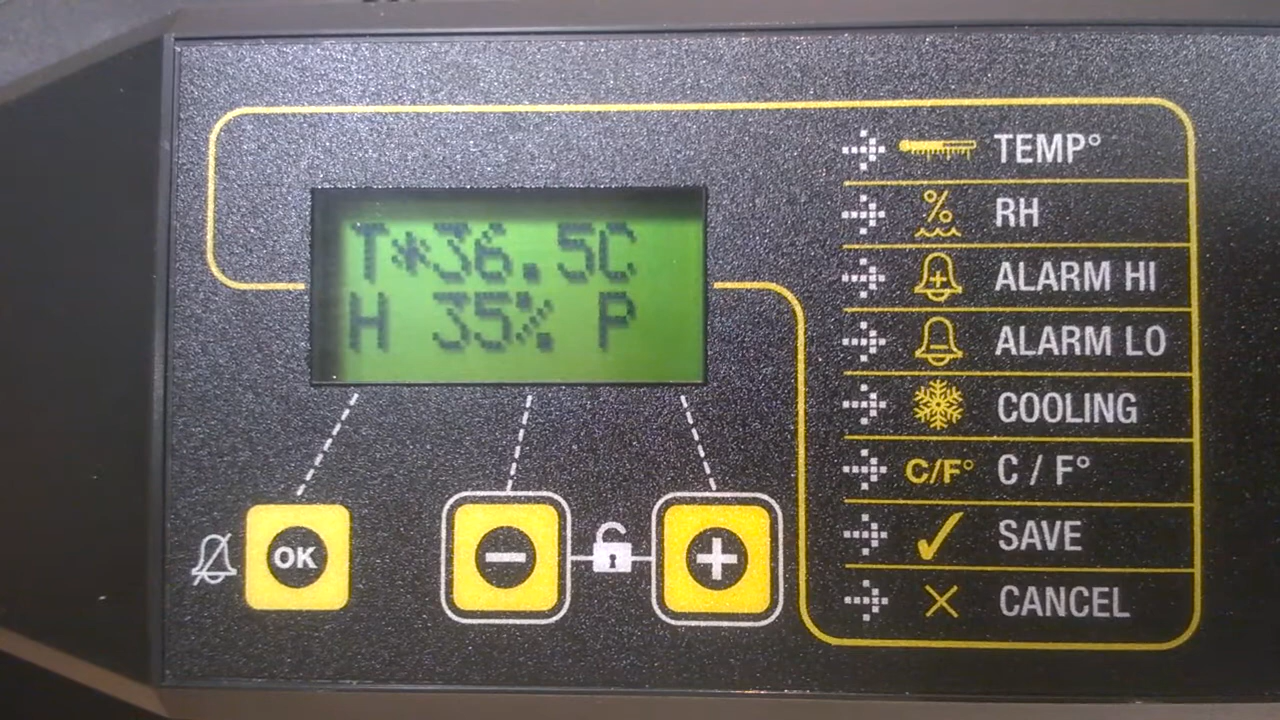 T*36.5C
H 35% P
OK
−
+
TEMP°
% RH
+ ALARM HI
− ALARM LO
COOLING
C/F° C / F°
SAVE
CANCEL